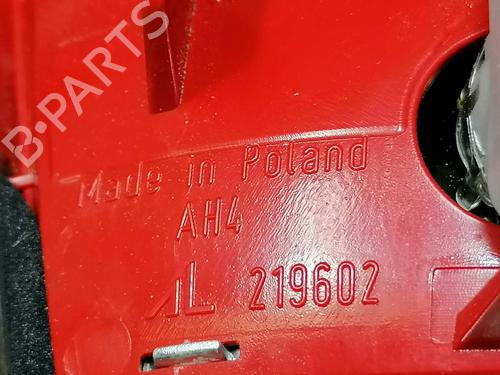 B-PARTS
Made in Poland
AH4
AL 219602